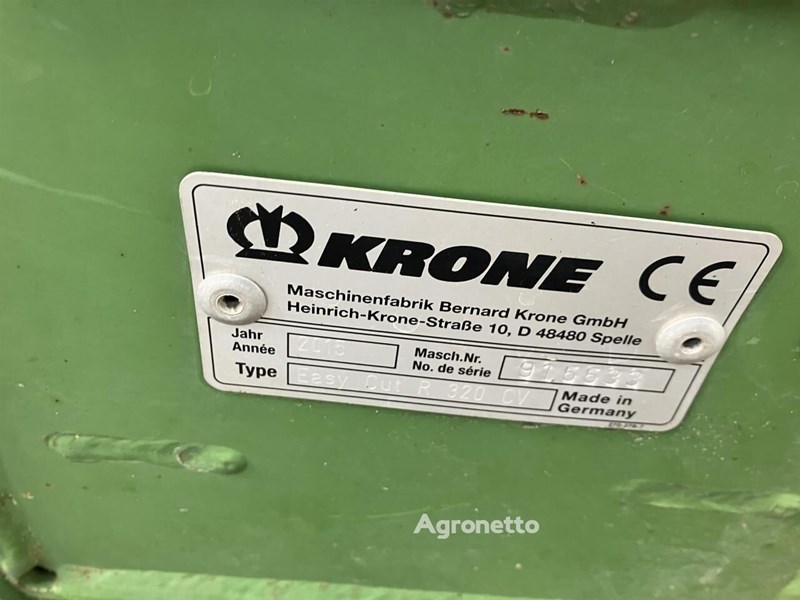 KRONE CE
Maschinenfabrik Bernard Krone GmbH
Heinrich-Krone-Straße 10, D 48480 Spelle
Jahr
Année
Masch.Nr.
No. de série
Type Easy Cut R 320 CV
Made in
Germany
Agronetto